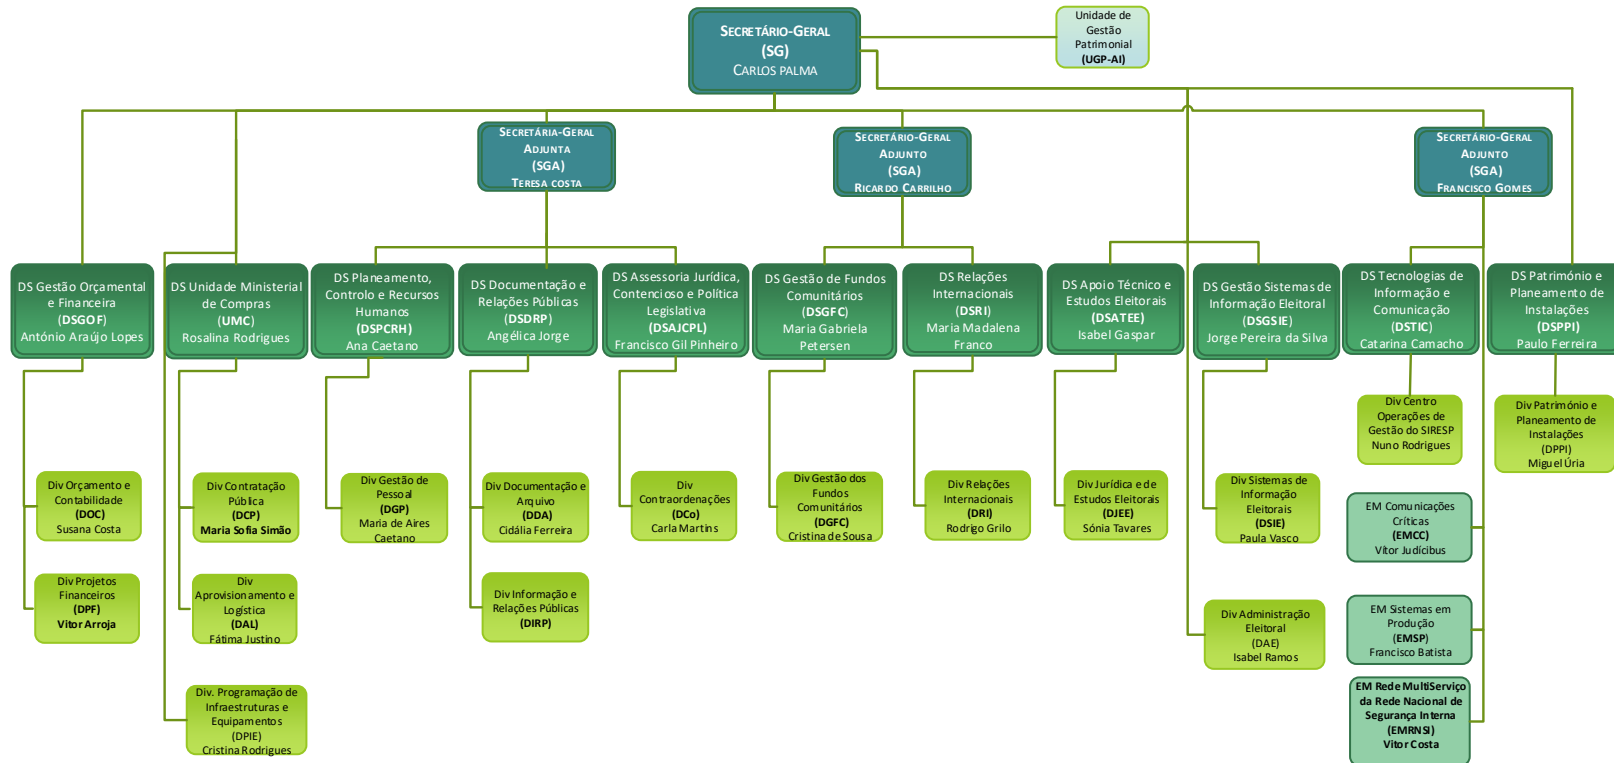 SECRETÁRIO-GERAL
(SG)
CARLOS PALMA
Unidade de
Gestão
Patrimonial
(UGP-AI)
SECRETÁRIA-GERAL
ADJUNTA
(SGA)
TERESA COSTA
SECRETÁRIO-GERAL
ADJUNTO
(SGA)
RICARDO CARRILHO
SECRETÁRIO-GERAL
ADJUNTO
(SGA)
FRANCISCO GOMES
DS Gestão Orçamental
e Financeira
(DSGOF)
António Araújo Lopes
DS Unidade Ministerial
de Compras
(UMC)
Rosalina Rodrigues
DS Planeamento,
Controlo e Recursos
Humanos
(DSPCRH)
Ana Caetano
DS Documentação e
Relações Públicas
(DSDRP)
Angélica Jorge
DS Assessoria Jurídica,
Contencioso e Política
Legislativa
(DSAJCPL)
Francisco Gil Pinheiro
DS Gestão de Fundos
Comunitários
(DSGFC)
Maria Gabriela
Petersen
DS Relações
Internacionais
(DSRI)
Maria Madalena
Franco
DS Apoio Técnico e
Estudos Eleitorais
(DSATEE)
Isabel Gaspar
DS Gestão Sistemas de
Informação Eleitoral
(DSGSIE)
Jorge Pereira da Silva
DS Tecnologias de
Informação e
Comunicação
(DSTIC)
Catarina Camacho
DS Património e
Planeamento de
Instalações
(DSPPI)
Paulo Ferreira
Div Centro
Operações de
Gestão do SIRESP
Nuno Rodrigues
Div Património e
Planeamento de
Instalações
(DPPI)
Miguel Úria
Div Orçamento e
Contabilidade
(DOC)
Susana Costa
Div Contratação
Pública
(DCP)
Maria Sofia Simão
Div Gestão de
Pessoal
(DGP)
Maria de Aires
Caetano
Div Documentação e
Arquivo
(DDA)
Cidália Ferreira
Div
Contraordenações
(DCo)
Carla Martins
Div Gestão dos
Fundos
Comunitários
(DGFC)
Cristina de Sousa
Div Relações
Internacionais
(DRI)
Rodrigo Grilo
Div Jurídica e de
Estudos Eleitorais
(DJEE)
Sónia Tavares
Div Sistemas de
Informação
Eleitorais
(DSIE)
Paula Vasco
EM Comunicações
Críticas
(EMCC)
Vítor Judícibus
Div Projetos
Financeiros
(DPF)
Vitor Arroja
Div
Aprovisionamento e
Logística
(DAL)
Fátima Justino
Div Informação e
Relações Públicas
(DIRP)
Div Administração
Eleitoral
(DAE)
Isabel Ramos
EM Sistemas em
Produção
(EMSP)
Francisco Batista
Div. Programação de
Infraestruturas e
Equipamentos
(DPIE)
Cristina Rodrigues
EM Rede MultiServiço
da Rede Nacional de
Segurança Interna
(EMRNSI)
Vitor Costa